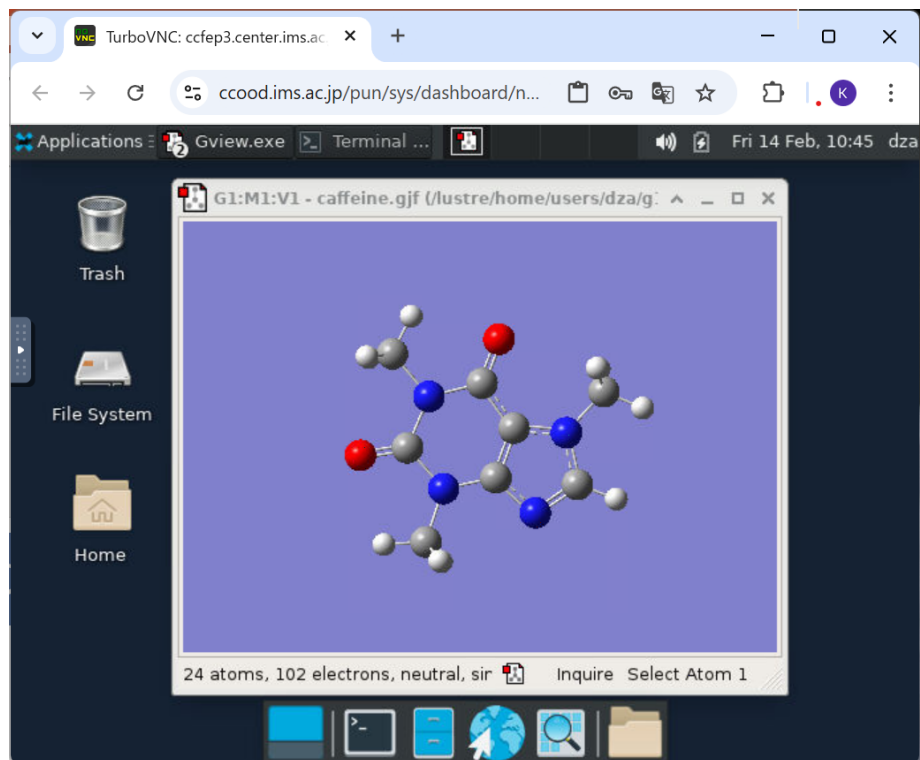 TurboVNC: ccfep3.center.ims.ac.
ccood.ims.ac.jp/pun/sys/dashboard/n...
K
Applications
2 Gview.exe
Terminal ...
Fri 14 Feb, 10:45 dza
G1:M1:V1 - caffeine.gjf (/lustre/home/users/dza/g
Trash
File System
Home
24 atoms, 102 electrons, neutral, sir
Inquire Select Atom 1